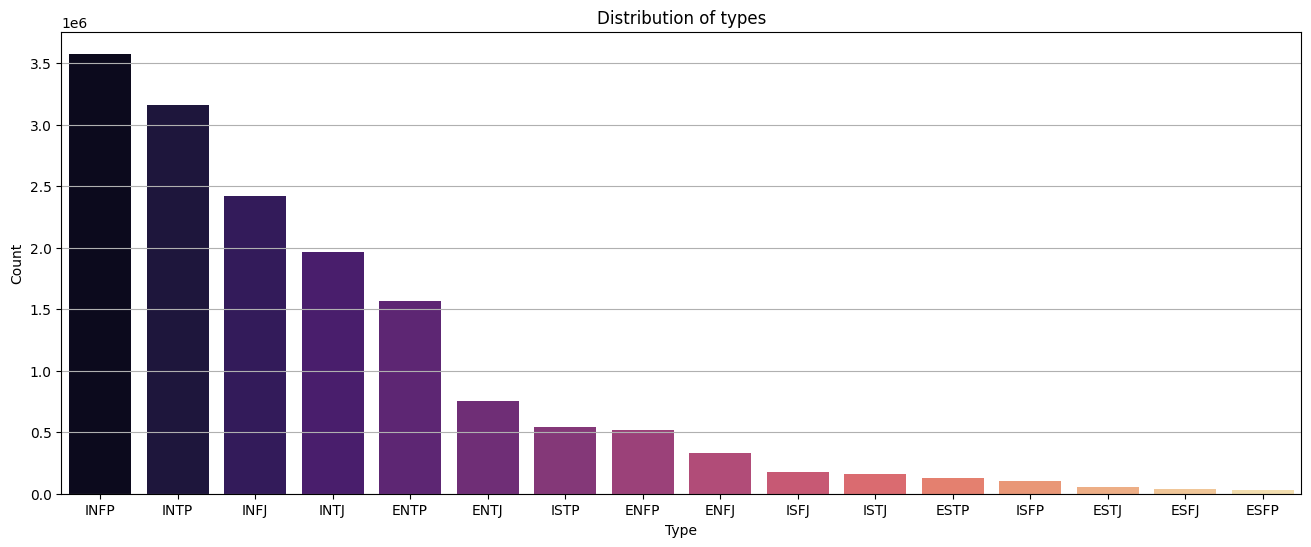 Distribution of types
1e6
3.5
3.0
2.5
2.0
1.5
1.0
0.5
0.0
Count
INFP INTP INFJ INTJ ENTP ENTJ ISTP ENFP ENFJ ISFJ ISTJ ESTP ISFP ESTJ ESFJ ESFP
Type